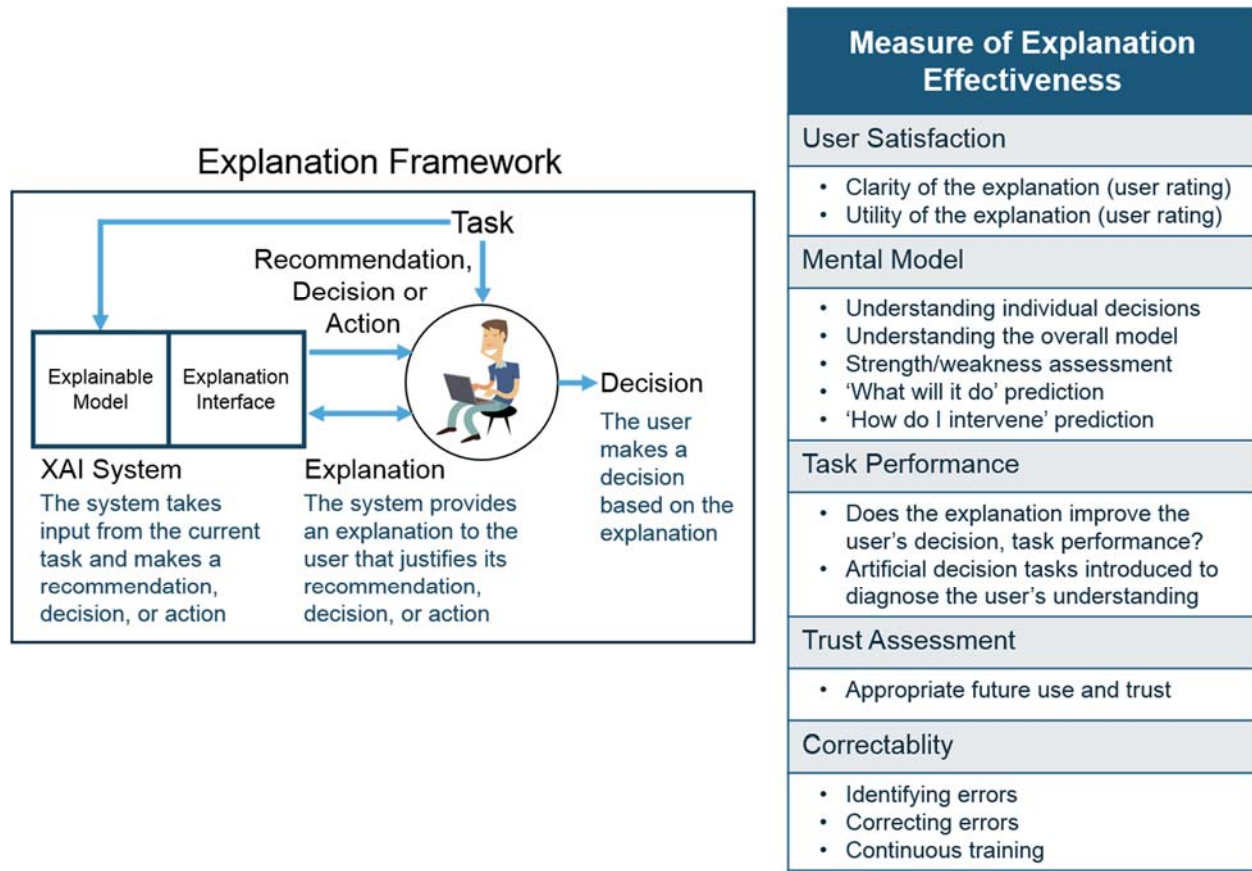 Explanation Framework
Task
Recommendation,
Decision or
Action
Explainable
Model
Explanation
Interface
Decision
The user
makes a
decision
based on the
explanation
XAI System
The system takes
input from the current
task and makes a
recommendation,
decision, or action
Explanation
The system provides
an explanation to the
user that justifies its
recommendation,
decision, or action
Measure of Explanation
Effectiveness
User Satisfaction
• Clarity of the explanation (user rating)
• Utility of the explanation (user rating)
Mental Model
• Understanding individual decisions
• Understanding the overall model
• Strength/weakness assessment
• ‘What will it do’ prediction
• ‘How do I intervene’ prediction
Task Performance
• Does the explanation improve the
user’s decision, task performance?
• Artificial decision tasks introduced to
diagnose the user’s understanding
Trust Assessment
• Appropriate future use and trust
Correctablity
• Identifying errors
• Correcting errors
• Continuous training